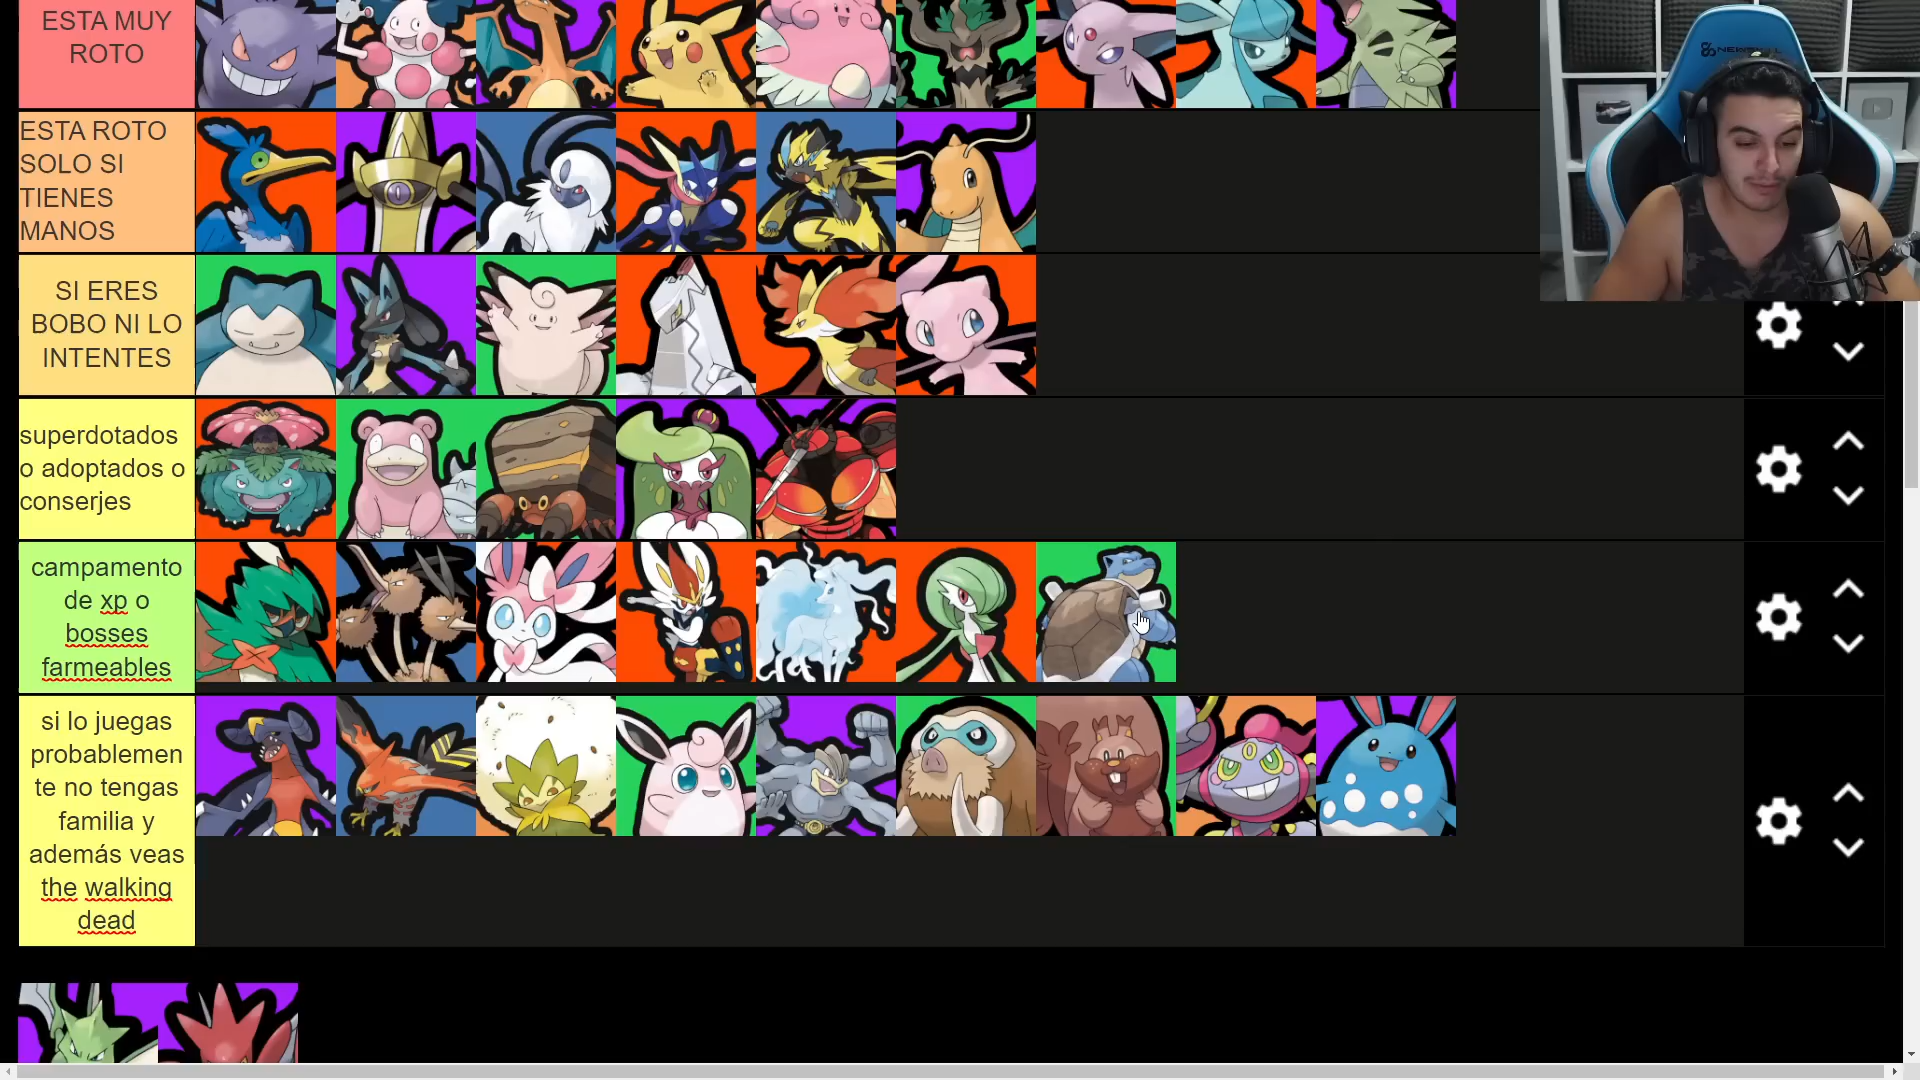 ESTA MUY
ROTO
ESTA ROTO
SOLO SI
TIENES
MANOS
SI ERES
BOBO NI LO
INTENTES
superdotados
o adoptados o
conserjes
campamento
de xp o
bosses
farmeables
si lo juegas
probablemen
te no tengas
familia y
además veas
the walking
dead